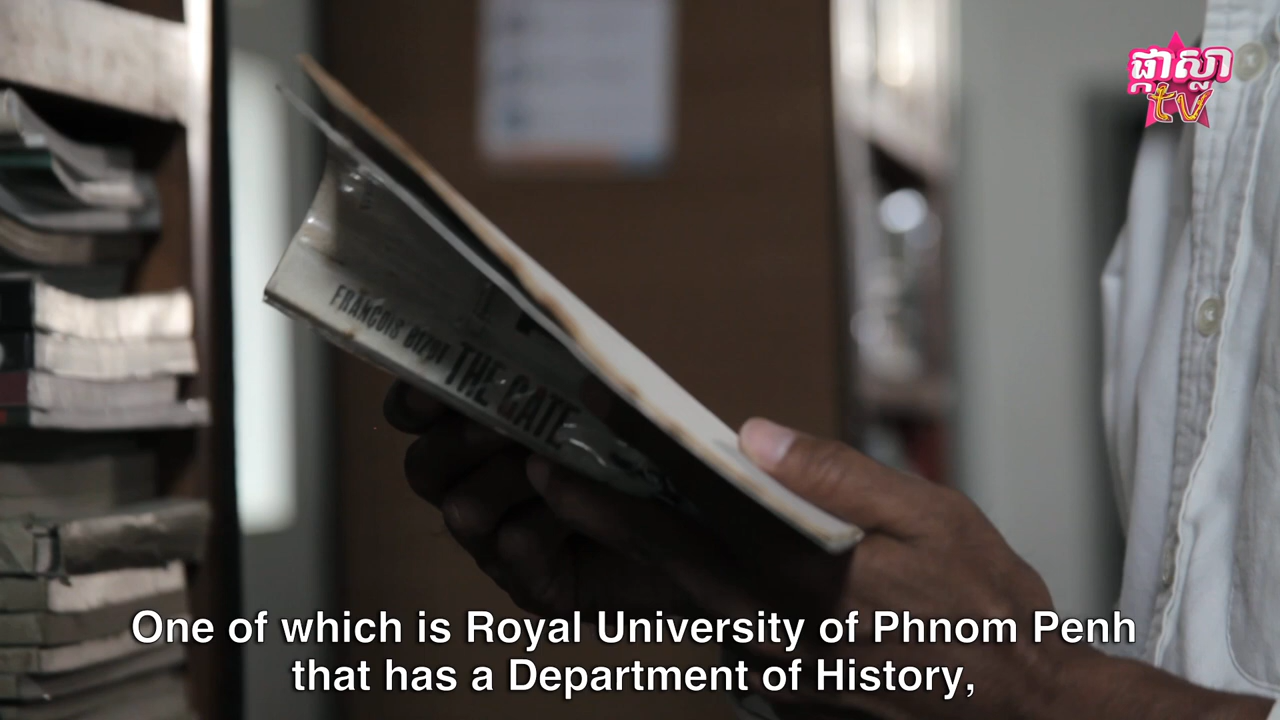 ផ្កាស្លា
tv
FRANÇOIS BIZOT THE GATE
One of which is Royal University of Phnom Penh
that has a Department of History,